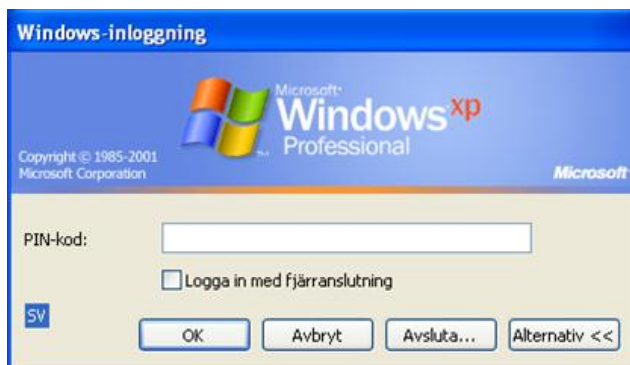 Windows-inloggning
Microsoft®
Windows xp
Professional
Copyright © 1985-2001
Microsoft Corporation
Microsoft
PIN-kod:
Logga in med fjärranslutning
SV
OK
Avbryt
Avsluta...
Alternativ <<